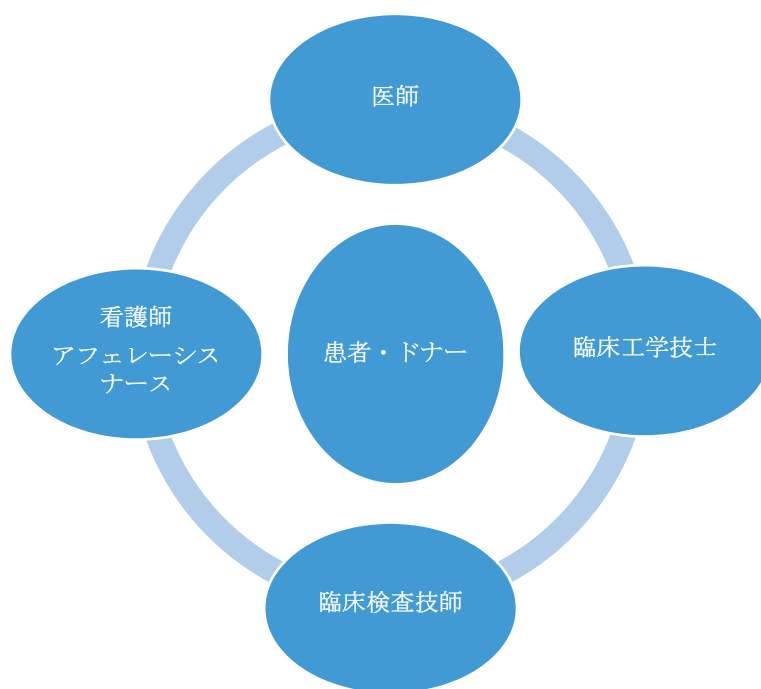 医師
看護師
アフェレーシス
ナース
患者・ドナー
臨床工学技士
臨床検査技師